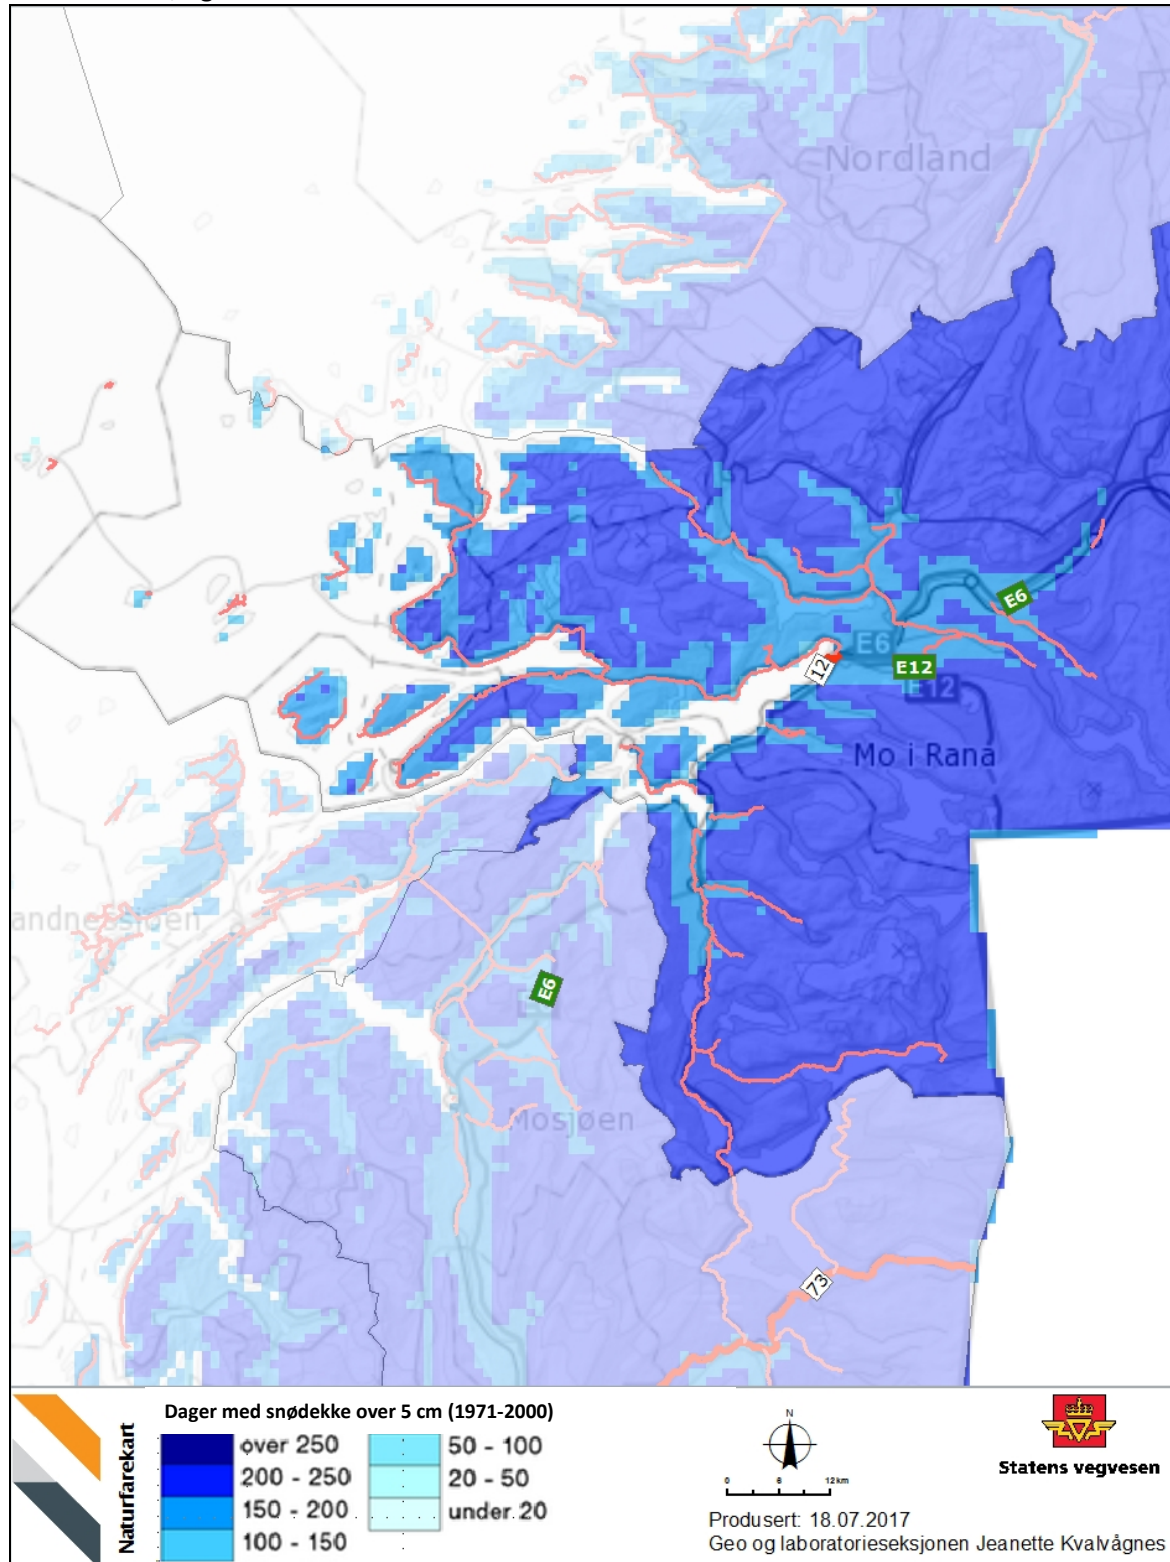 Nordland
E6
E6
E12
12
E12
Mo i Rana
andnessjøen
E6
Mosjøen
73
Naturfarekart
Dager med snødekke over 5 cm (1971-2000)
over 250
200 - 250
150 - 200
100 - 150
50 - 100
20 - 50
under 20
N
0 6 12 km
Statens vegvesen
Produsert: 18.07.2017
Geo og laboratorieseksjonen Jeanette Kvalvågnes